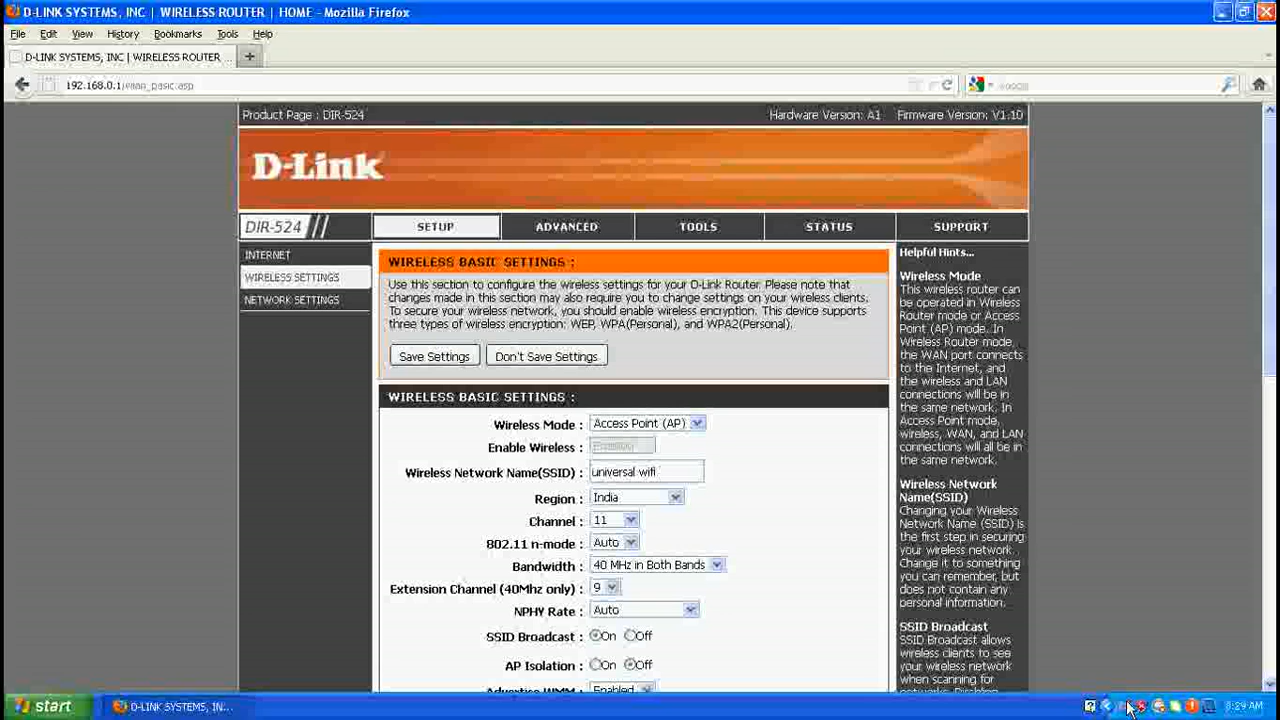 D-LINK SYSTEMS, INC | WIRELESS ROUTER | HOME - Mozilla Firefox
File Edit View History Bookmarks Tools Help
D-LINK SYSTEMS, INC | WIRELESS ROUTER ...
192.168.0.1/wlan_basic.asp
Product Page : DIR-524 Hardware Version: A1 Firmware Version: V1.10
D-Link
DIR-524 SETUP ADVANCED TOOLS STATUS SUPPORT
INTERNET
WIRELESS SETTINGS
NETWORK SETTINGS
WIRELESS BASIC SETTINGS :
Use this section to configure the wireless settings for your D-Link Router. Please note that
changes made in this section may also require you to change settings on your wireless clients.
To secure your wireless network, you should enable wireless encryption. This device supports
three types of wireless encryption: WEP, WPA(Personal), and WPA2(Personal).
Save Settings Don't Save Settings
WIRELESS BASIC SETTINGS :
Wireless Mode : Access Point (AP)
Enable Wireless :
Wireless Network Name(SSID) : universal wifi
Region : India
Channel : 11
802.11 n-mode : Auto
Bandwidth : 40 MHz in Both Bands
Extension Channel (40Mhz only) : 9
NPHY Rate : Auto
SSID Broadcast : On Off
AP Isolation : On Off
Advertise WMM : Enabled
Helpful Hints...
Wireless Mode
This wireless router can
be operated in Wireless
Router mode or Access
Point (AP) mode. In
Wireless Router mode,
the WAN port connects
to the Internet, and
the wireless and LAN
connections will be in
the same network. In
Access Point mode,
wireless, WAN, and LAN
connections will all be in
the same network.
Wireless Network
Name(SSID)
Changing your Wireless
Network Name (SSID) is
the first step in securing
your wireless network.
Change it to something
you can remember, but
does not contain any
personal information.
SSID Broadcast
SSID Broadcast allows
wireless clients to see
your wireless network
when scanning for
start D-LINK SYSTEMS, IN... 8:29 AM